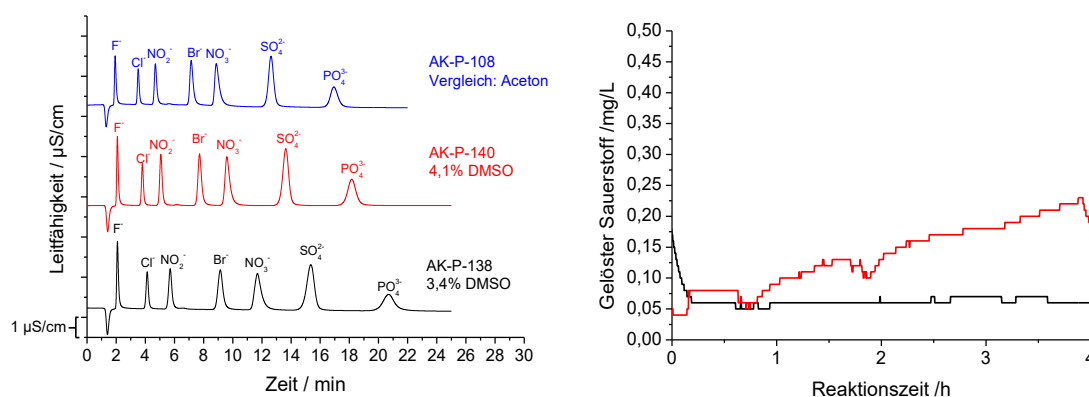 F⁻ Cl⁻ NO₂⁻ Br⁻ NO₃⁻ SO₄²⁻ PO₄³⁻
AK-P-108
Vergleich: Aceton
F⁻ Cl⁻ NO₂⁻ Br⁻ NO₃⁻ SO₄²⁻ PO₄³⁻
AK-P-140
4,1% DMSO
F⁻ Cl⁻ NO₂⁻ Br⁻ NO₃⁻ SO₄²⁻ PO₄³⁻
AK-P-138
3,4% DMSO
Leitfähigkeit / µS/cm
1 µS/cm
0 2 4 6 8 10 12 14 16 18 20 22 24 26 28 30
Zeit / min
0,50
0,45
0,40
0,35
0,30
0,25
0,20
0,15
0,10
0,05
0,00
Gelöster Sauerstoff /mg/L
0 1 2 3 4
Reaktionszeit /h